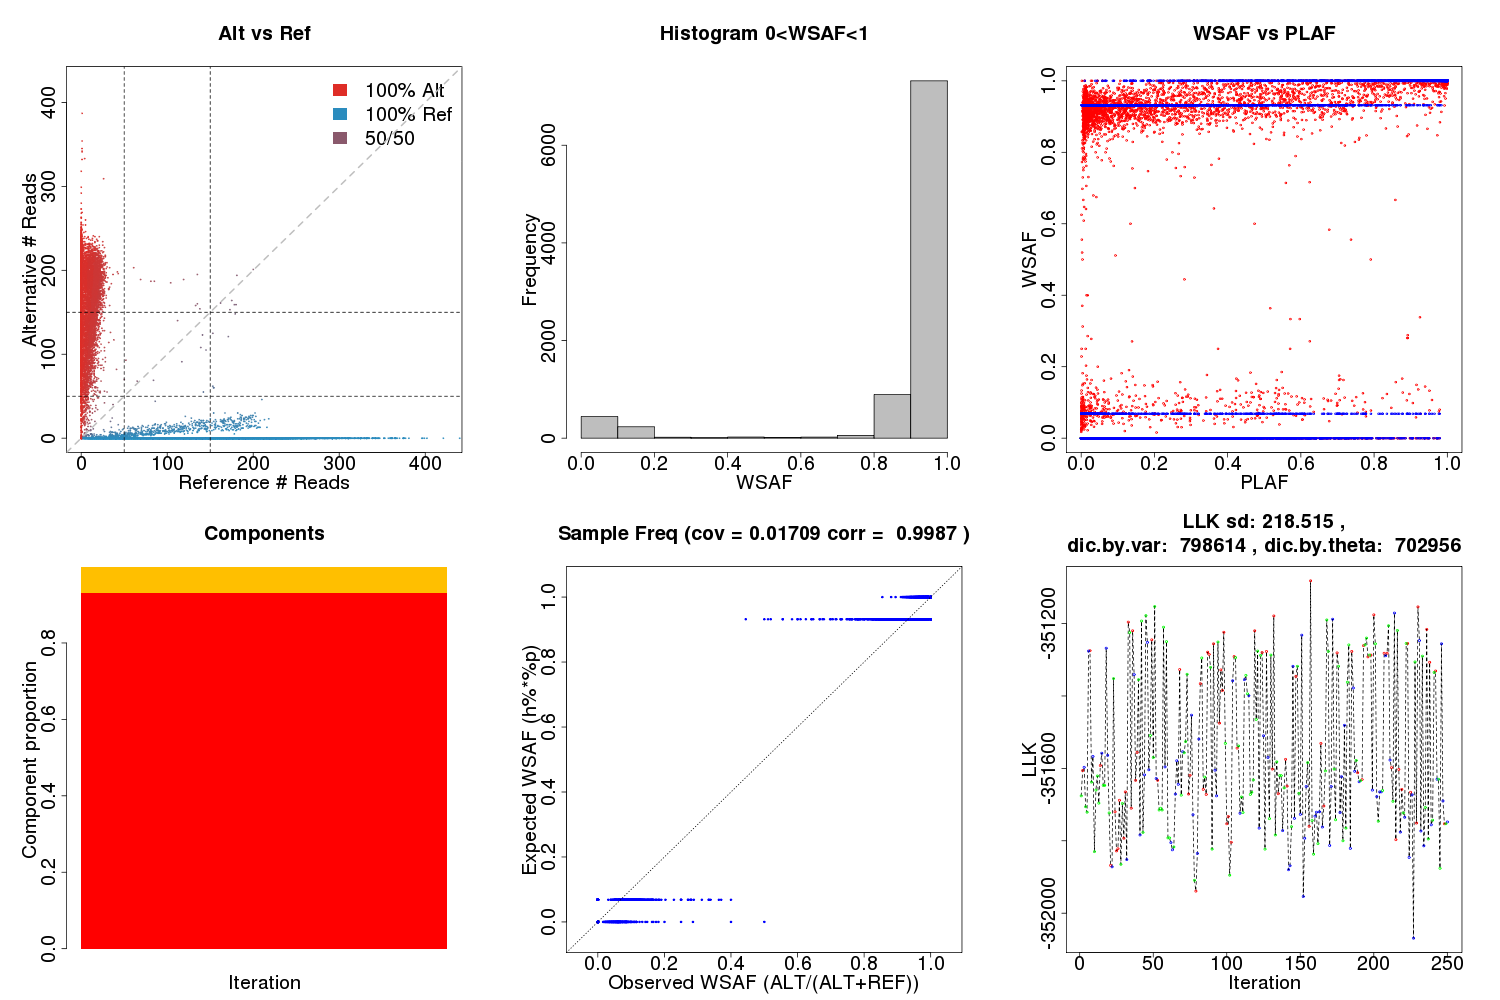 Alt vs Ref
100% Alt
100% Ref
50/50
Alternative # Reads
0
100
200
300
400
0
100
200
300
400
Reference # Reads
Histogram 0<WSAF<1
Frequency
0
2000
4000
6000
0.0
0.2
0.4
0.6
0.8
1.0
WSAF
WSAF vs PLAF
WSAF
0.0
0.2
0.4
0.6
0.8
1.0
0.0
0.2
0.4
0.6
0.8
1.0
PLAF
Components
Component proportion
0.0
0.2
0.4
0.6
0.8
Iteration
Sample Freq (cov = 0.01709 corr = 0.9987 )
Expected WSAF (h%*%p)
0.0
0.2
0.4
0.6
0.8
1.0
0.0
0.2
0.4
0.6
0.8
1.0
Observed WSAF (ALT/(ALT+REF))
LLK sd: 218.515 ,
dic.by.var: 798614 , dic.by.theta: 702956
LLK
-352000
-351600
-351200
0
50
100
150
200
250
Iteration